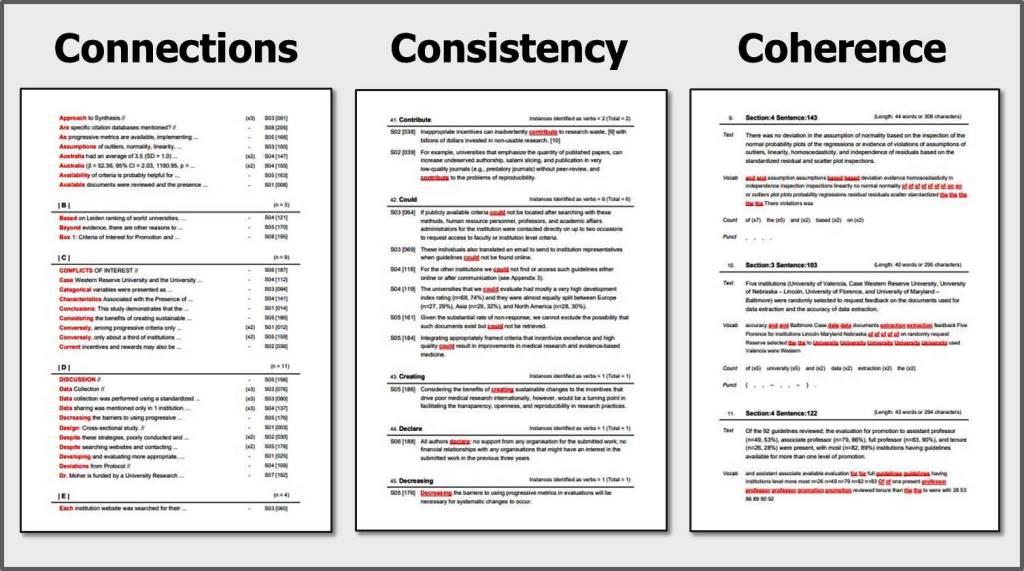 Connections
Consistency
Coherence
Approach to Synthesis // (x3) S03 [091]
Are specific citation databases mentioned? // - S08 [205]
As progressive metrics are available, implementing ... - S05 [168]
Assumptions of outliers, normality, linearity, ... - S03 [100]
Australia had an average of 3.5 (SD = 1.0) ... (x2) S04 [147]
Australia (β = 52.36, 95% CI = 2.03, 1190.95, p = ... (x2) S04 [155]
Availability of criteria is probably helpful for ... - S05 [163]
Available documents were reviewed and the presence ... - S01 [008]
| B | (n = 3)
Based on Leiden ranking of world universities, ... - S04 [121]
Beyond evidence, there are other reasons to ... - S05 [170]
Box 1: Criteria of Interest for Promotion and ... - S08 [195]
| C | (n = 9)
CONFLICTS OF INTEREST // - S06 [187]
Case Western Reserve University and the University ... - S04 [112]
Categorical variables were presented as ... - S03 [094]
Characteristics Associated with the Presence of ... - S04 [141]
Conclusions: This study demonstrates that the ... - S01 [014]
Considering the benefits of creating sustainable ... - S05 [186]
Conversely, among progressive criteria only ... (x2) S01 [012]
Conversely, only about a third of institutions ... (x2) S05 [159]
Current incentives and rewards may also be ... - S02 [036]
| D | (n = 11)
DISCUSSION // - S05 [156]
Data Collection // (x3) S03 [076]
Data collection was performed using a standardized ... (x3) S03 [090]
Data sharing was mentioned only in 1 institution ... (x3) S04 [137]
Decreasing the barriers to using progressive ... - S05 [176]
Design: Cross-sectional study. // - S01 [003]
Despite these strategies, poorly conducted and ... (x2) S02 [030]
Despite searching websites and contacting ... (x2) S05 [178]
Developing and evaluating more appropriate, ... - S01 [025]
Deviations from Protocol // - S04 [109]
Dr. Moher is funded by a University Research ... - S07 [192]
| E | (n = 4)
Each institution website was searched for their ... - S03 [060]
41. Contribute Instances identified as verbs = 2 (Total = 2)
S02 [038] Inappropriate incentives can inadvertently contribute to research waste, [9] with
billions of dollars invested in non-usable research. [10]
S02 [039] For example, universities that emphasize the quantity of published papers, can
increase undeserved authorship, salami slicing, and publication in very
low-quality journals (e.g., predatory journals) without peer-review, and
contribute to the problems of reproducibility.
42. Could Instances identified as verbs = 6 (Total = 6)
S03 [064] If publicly available criteria could not be located after searching with these
methods, human resource personnel, professors, and academic affairs
administrators for the institution were contacted directly on up to two occasions
to request access to faculty or institution level criteria.
S03 [069] These individuals also translated an email to send to institution representatives
when guidelines could not be found online.
S04 [116] For the other institutions we could not find or access such guidelines either
online or after communication (see Appendix 3).
S04 [119] The universities that we could evaluate had mostly a very high development
index rating (n=68, 74%) and they were almost equally split between Europe
(n=27, 29%), Asia (n=29, 32%), and North America (n=28, 30%).
S05 [161] Given the substantial rate of non-response, we cannot exclude the possibility that
such documents exist but could not be retrieved.
S05 [184] Integrating appropriately framed criteria that incentivize excellence and high
quality could result in improvements in medical research and evidence-based
medicine.
43. Creating Instances identified as verbs = 1 (Total = 1)
S05 [186] Considering the benefits of creating sustainable changes to the incentives that
drive poor medical research internationally, however, would be a turning point in
facilitating the transparency, openness, and reproducibility in research practices.
44. Declare Instances identified as verbs = 1 (Total = 1)
S06 [188] All authors declare: no support from any organisation for the submitted work; no
financial relationships with any organisations that might have an interest in the
submitted work in the previous three years
45. Decreasing Instances identified as verbs = 1 (Total = 1)
S05 [176] Decreasing the barriers to using progressive metrics in evaluations will be
necessary for systematic changes to occur.
9. Section:4 Sentence:143 (Length: 44 words or 306 characters)
Text There was no deviation in the assumption of normality based on the inspection of the
normal probability plots of the regressions or evidence of violations of assumptions of
outliers, linearity, homoscedasticity, and independence of residuals based on the
standardized residual and scatter plot inspections.
Vocab and and assumption assumptions based based deviation evidence homoscedasticity in
independence inspection inspections linearity no normal normality of of of of of of of on on
or outliers plot plots probability regressions residual residuals scatter standardized the the the
the the There violations was
Count of (x7) the (x5) and (x2) based (x2) on (x2)
Punct , , , .
10. Section:3 Sentence:103 (Length: 40 words or 295 characters)
Text Five institutions (University of Valencia, Case Western Reserve University, University
of Nebraska – Lincoln, University of Florence, and University of Maryland –
Baltimore) were randomly selected to request feedback on the documents used for
data extraction and the accuracy of data extraction.
Vocab accuracy and and Baltimore Case data data documents extraction extraction feedback Five
Florence for institutions Lincoln Maryland Nebraska of of of of of on randomly request
Reserve selected the the to University University University University University used
Valencia were Western
Count of (x5) university (x5) and (x2) data (x2) extraction (x2) the (x2)
Punct ( , , – , – ) .
11. Section:4 Sentence:122 (Length: 43 words or 294 characters)
Text Of the 92 guidelines reviewed, the evaluation for promotion to assistant professor
(n=49, 53%), associate professor (n=79, 86%), full professor (n=83, 90%), and tenure
(n=26, 28%) were present, with most (n=82, 89%) institutions having guidelines
available for more than one level of promotion.
Vocab and assistant associate available evaluation for for full guidelines guidelines having
institutions level more most n=26 n=49 n=79 n=82 n=83 Of of one present professor
professor professor promotion promotion reviewed tenure than the the to were with 28 53
86 89 90 92